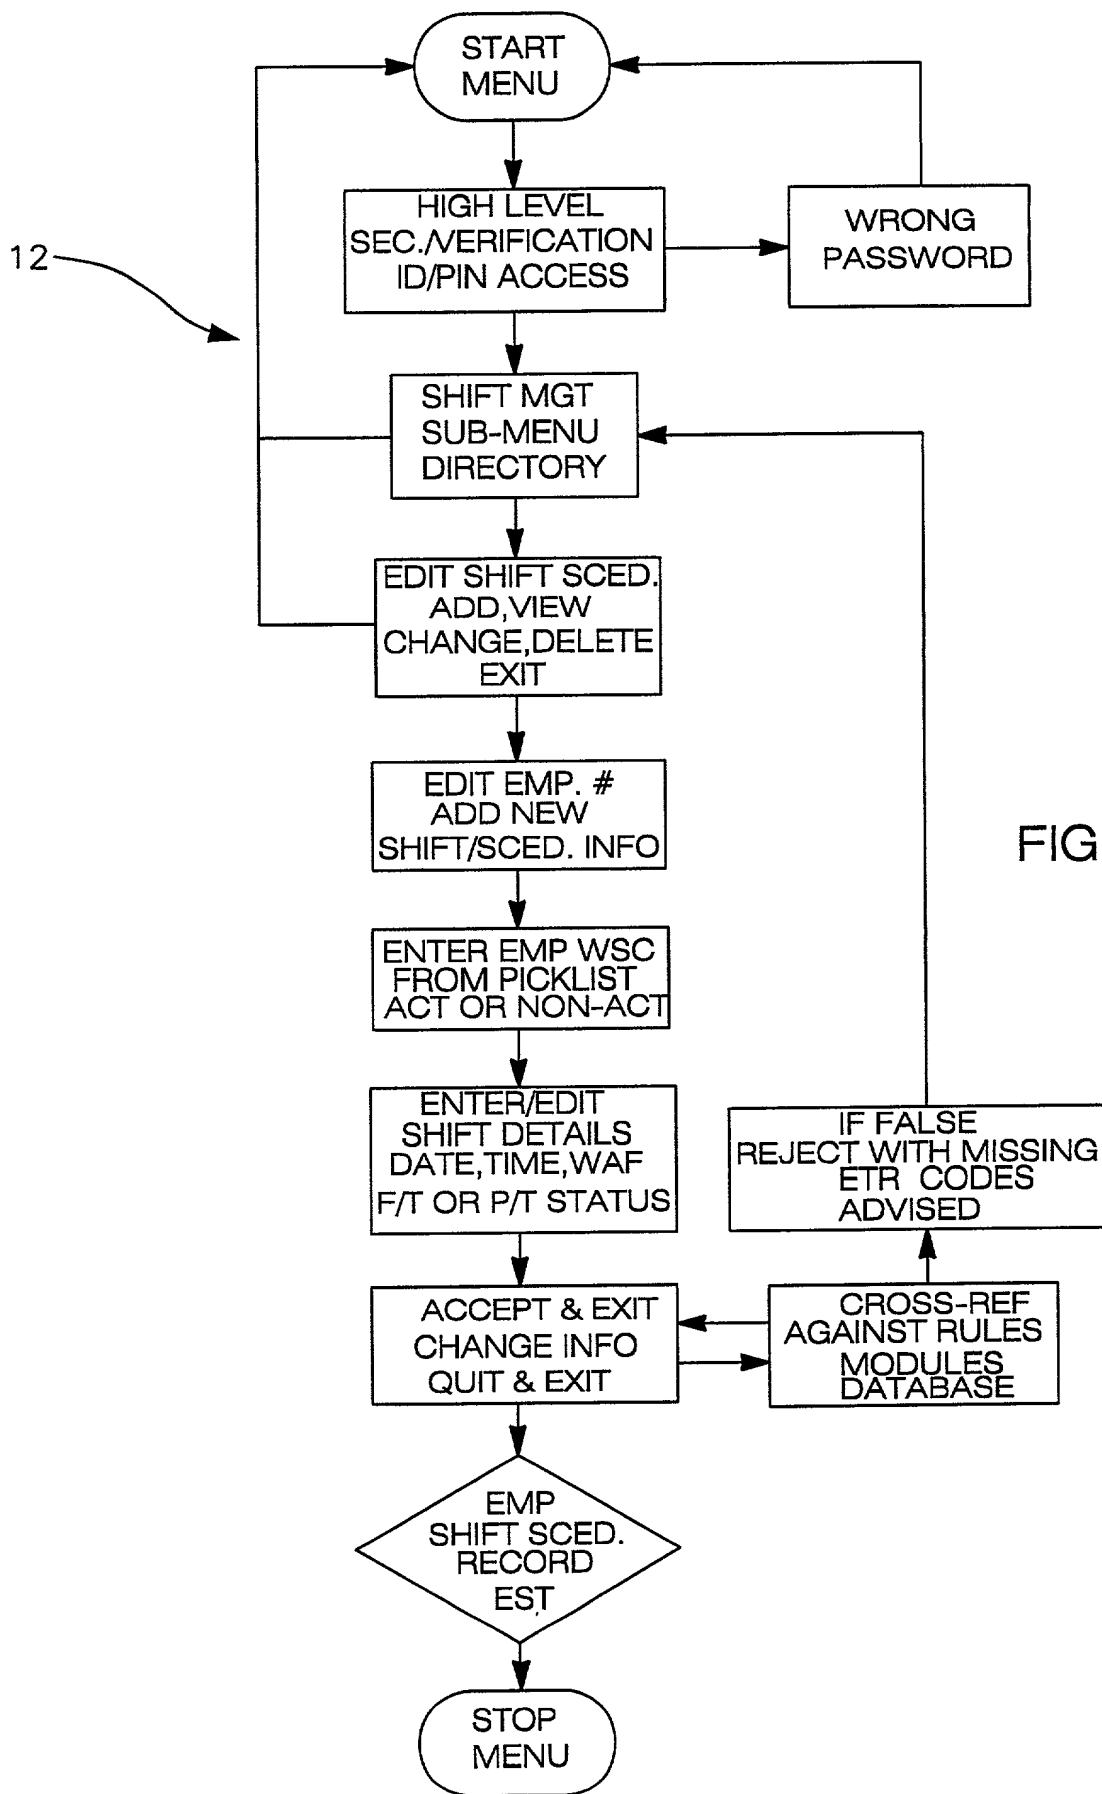 START
MENU
HIGH LEVEL
SEC./VERIFICATION
ID/PIN ACCESS
WRONG
PASSWORD
12
SHIFT MGT
SUB-MENU
DIRECTORY
EDIT SHIFT SCED.
ADD,VIEW
CHANGE,DELETE
EXIT
EDIT EMP. #
ADD NEW
SHIFT/SCED. INFO
FIG
ENTER EMP WSC
FROM PICKLIST
ACT OR NON-ACT
ENTER/EDIT
SHIFT DETAILS
DATE,TIME,WAF
F/T OR P/T STATUS
IF FALSE
REJECT WITH MISSING
ETR CODES
ADVISED
ACCEPT & EXIT
CHANGE INFO
QUIT & EXIT
CROSS-REF
AGAINST RULES
MODULES
DATABASE
EMP
SHIFT SCED.
RECORD
EST.
STOP
MENU